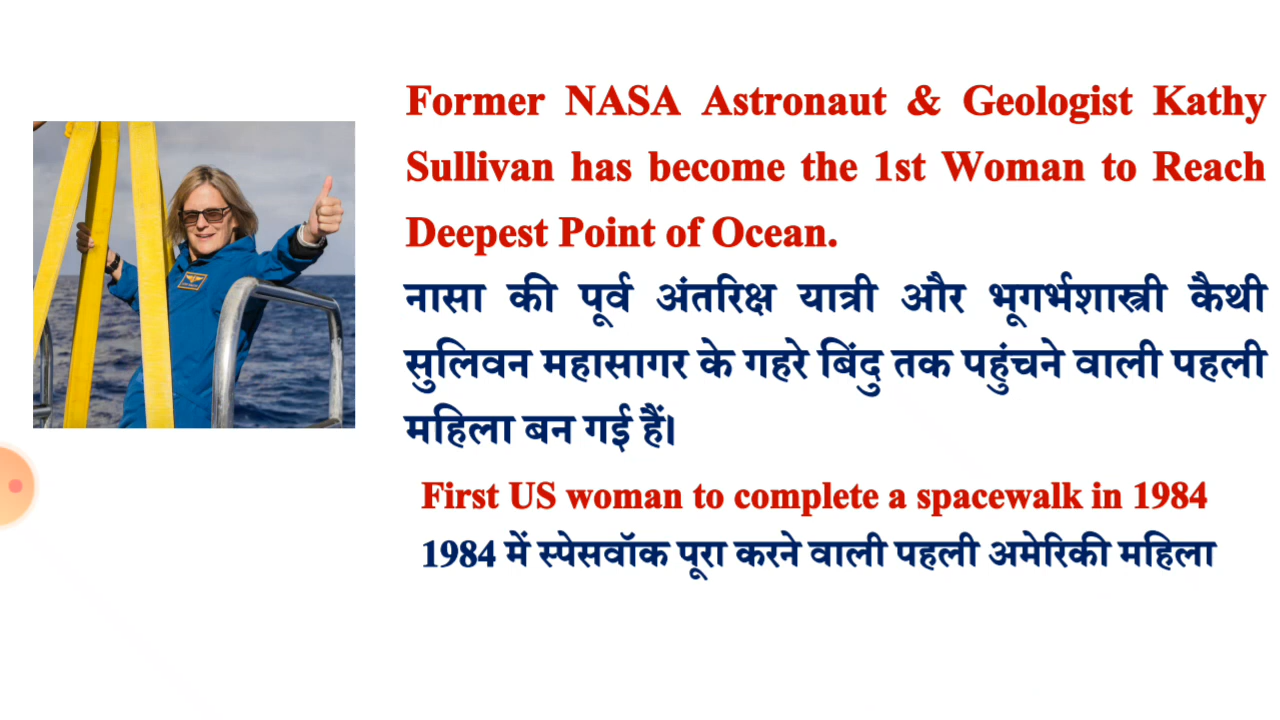 Former NASA Astronaut & Geologist Kathy
Sullivan has become the 1st Woman to Reach
Deepest Point of Ocean.
नासा की पूर्व अंतरिक्ष यात्री और भूगर्भशास्त्री कैथी
सुलिवन महासागर के गहरे बिंदु तक पहुंचने वाली पहली
महिला बन गई हैं।
First US woman to complete a spacewalk in 1984
1984 में स्पेसवॉक पूरा करने वाली पहली अमेरिकी महिला